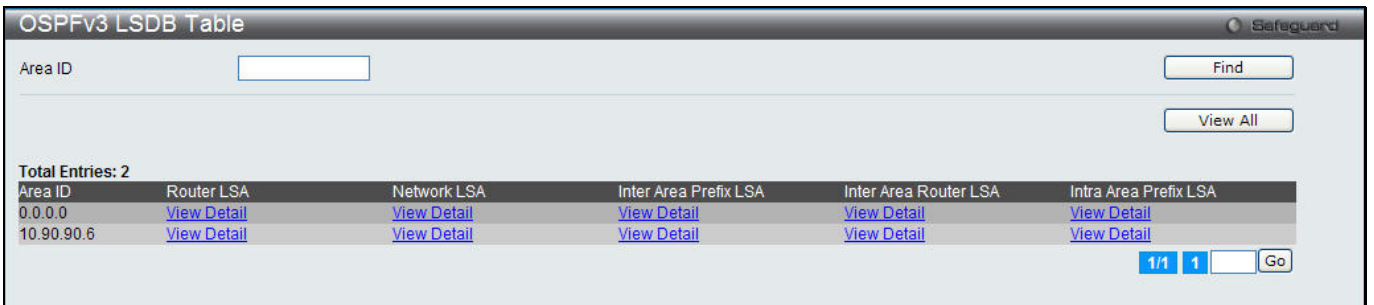 OSPFv3 LSDB Table Safeguard
Area ID Find
View All
Total Entries: 2
Area ID Router LSA Network LSA Inter Area Prefix LSA Inter Area Router LSA Intra Area Prefix LSA
0.0.0.0 View Detail View Detail View Detail View Detail View Detail
10.90.90.6 View Detail View Detail View Detail View Detail View Detail
1/1 1 Go